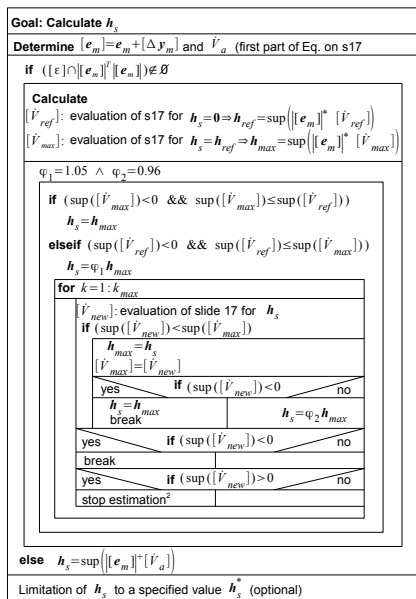 Goal: Calculate h_s
Determine [e_m]=e_m+[Δ y_m] and V̇_a (first part of Eq. on s17
if ([ε]∩|[e_m]|^T|[e_m]|)∉∅
Calculate
[V̇_ref]: evaluation of s17 for h_s=0⇒h_ref=sup(|[e_m]|^* [V̇_ref])
[V̇_max]: evaluation of s17 for h_s=h_ref⇒h_max=sup(|[e_m]|^* [V̇_max])
φ_1=1.05 ∧ φ_2=0.96
if (sup([V̇_max])<0 && sup([V̇_max])≤sup([V̇_ref]))
h_s=h_max
elseif (sup([V̇_ref])<0 && sup([V̇_ref])≤sup([V̇_max]))
h_s=φ_1 h_max
for k=1:k_max
[V̇_new]: evaluation of slide 17 for h_s
if (sup([V̇_new])<sup([V̇_max]))
h_max=h_s
[V̇_max]=[V̇_new]
yes if (sup([V̇_new])<0 no
h_s=h_max
break
h_s=φ_2 h_max
yes if (sup([V̇_new])<0 no
break
yes if (sup([V̇_new])>0 no
stop estimation²
else h_s=sup(|[e_m]|^+[V̇_a])
Limitation of h_s to a specified value h_s^* (optional)